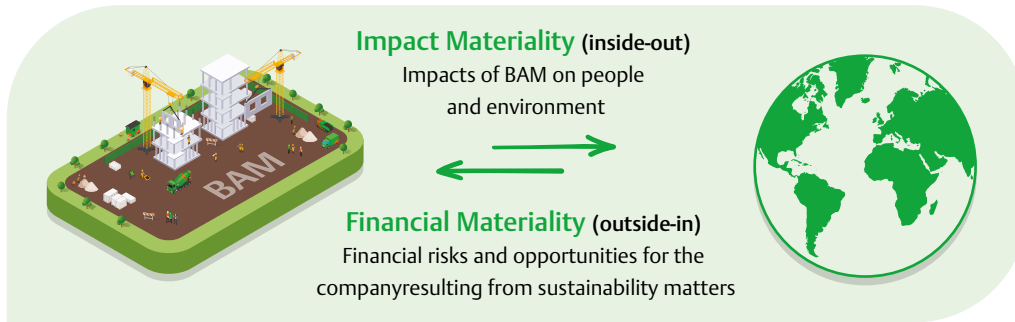 Impact Materiality (inside-out)
Impacts of BAM on people
and environment
BAM
Financial Materiality (outside-in)
Financial risks and opportunities for the
companyresulting from sustainability matters